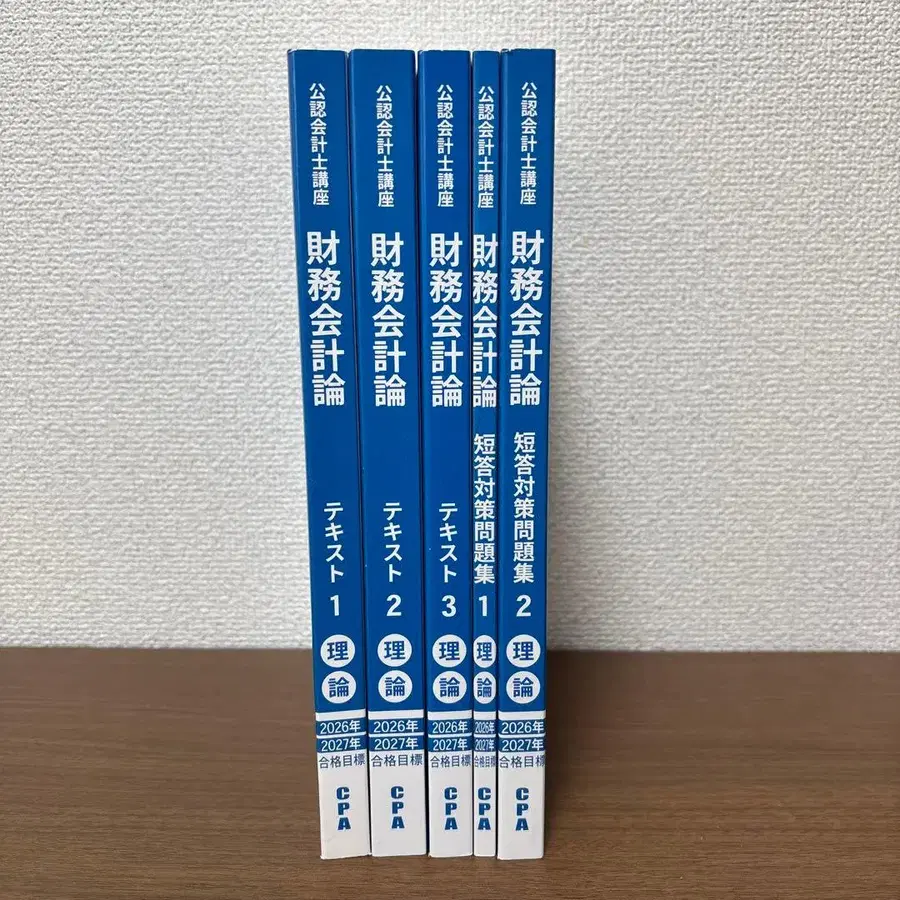 公認会計士講座
財務会計論
テキスト 1
理論
2026年
2027年
合格目標
CPA
公認会計士講座
財務会計論
テキスト 2
理論
2026年
2027年
合格目標
CPA
公認会計士講座
財務会計論
テキスト 3
理論
2026年
2027年
合格目標
CPA
公認会計士講座
財務会計論
短答対策問題集 1
理論
2026年
2027年
合格目標
CPA
公認会計士講座
財務会計論
短答対策問題集 2
理論
2026年
2027年
合格目標
CPA